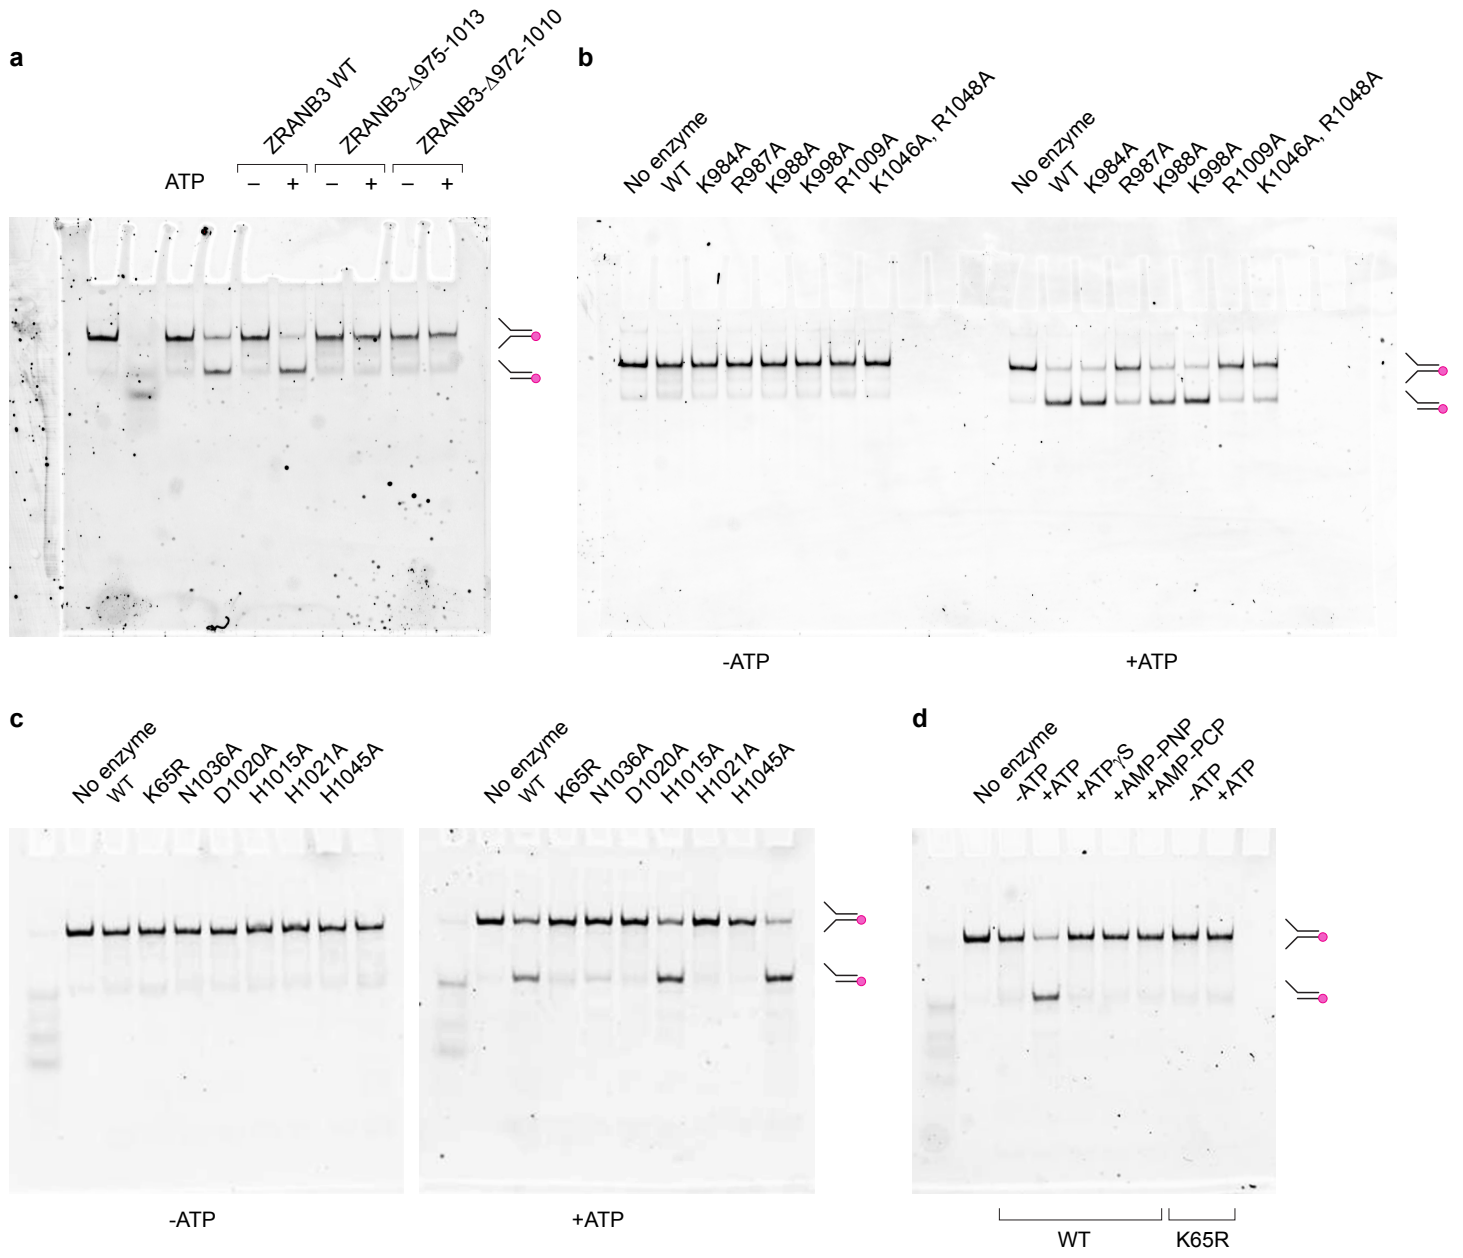 a
ZRANB3 WT
ZRANB3-Δ975-1013
ZRANB3-Δ972-1010
ATP
– + – + – +
b
No enzyme
WT
K984A
R987A
K988A
K998A
R1009A
K1046A, R1048A
No enzyme
WT
K984A
R987A
K988A
K998A
R1009A
K1046A, R1048A
-ATP
+ATP
c
No enzyme
WT
K65R
N1036A
D1020A
H1015A
H1021A
H1045A
No enzyme
WT
K65R
N1036A
D1020A
H1015A
H1021A
H1045A
-ATP
+ATP
d
No enzyme
-ATP
+ATP
+ATPγS
+AMP-PNP
+AMP-PCP
-ATP
+ATP
WT
K65R